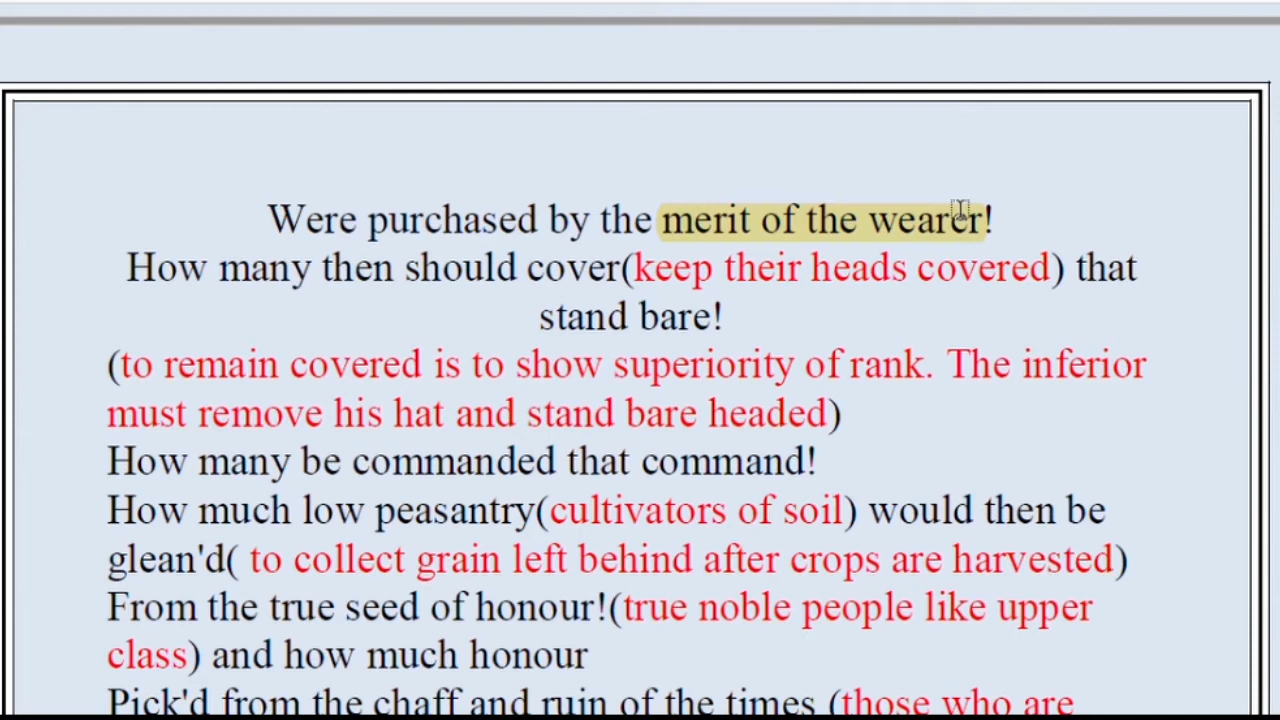 Were purchased by the merit of the wearer!
How many then should cover(keep their heads covered) that
stand bare!
(to remain covered is to show superiority of rank. The inferior
must remove his hat and stand bare headed)
How many be commanded that command!
How much low peasantry(cultivators of soil) would then be
glean'd( to collect grain left behind after crops are harvested)
From the true seed of honour!(true noble people like upper
class) and how much honour
Pick'd from the chaff and ruin of the times (those who are